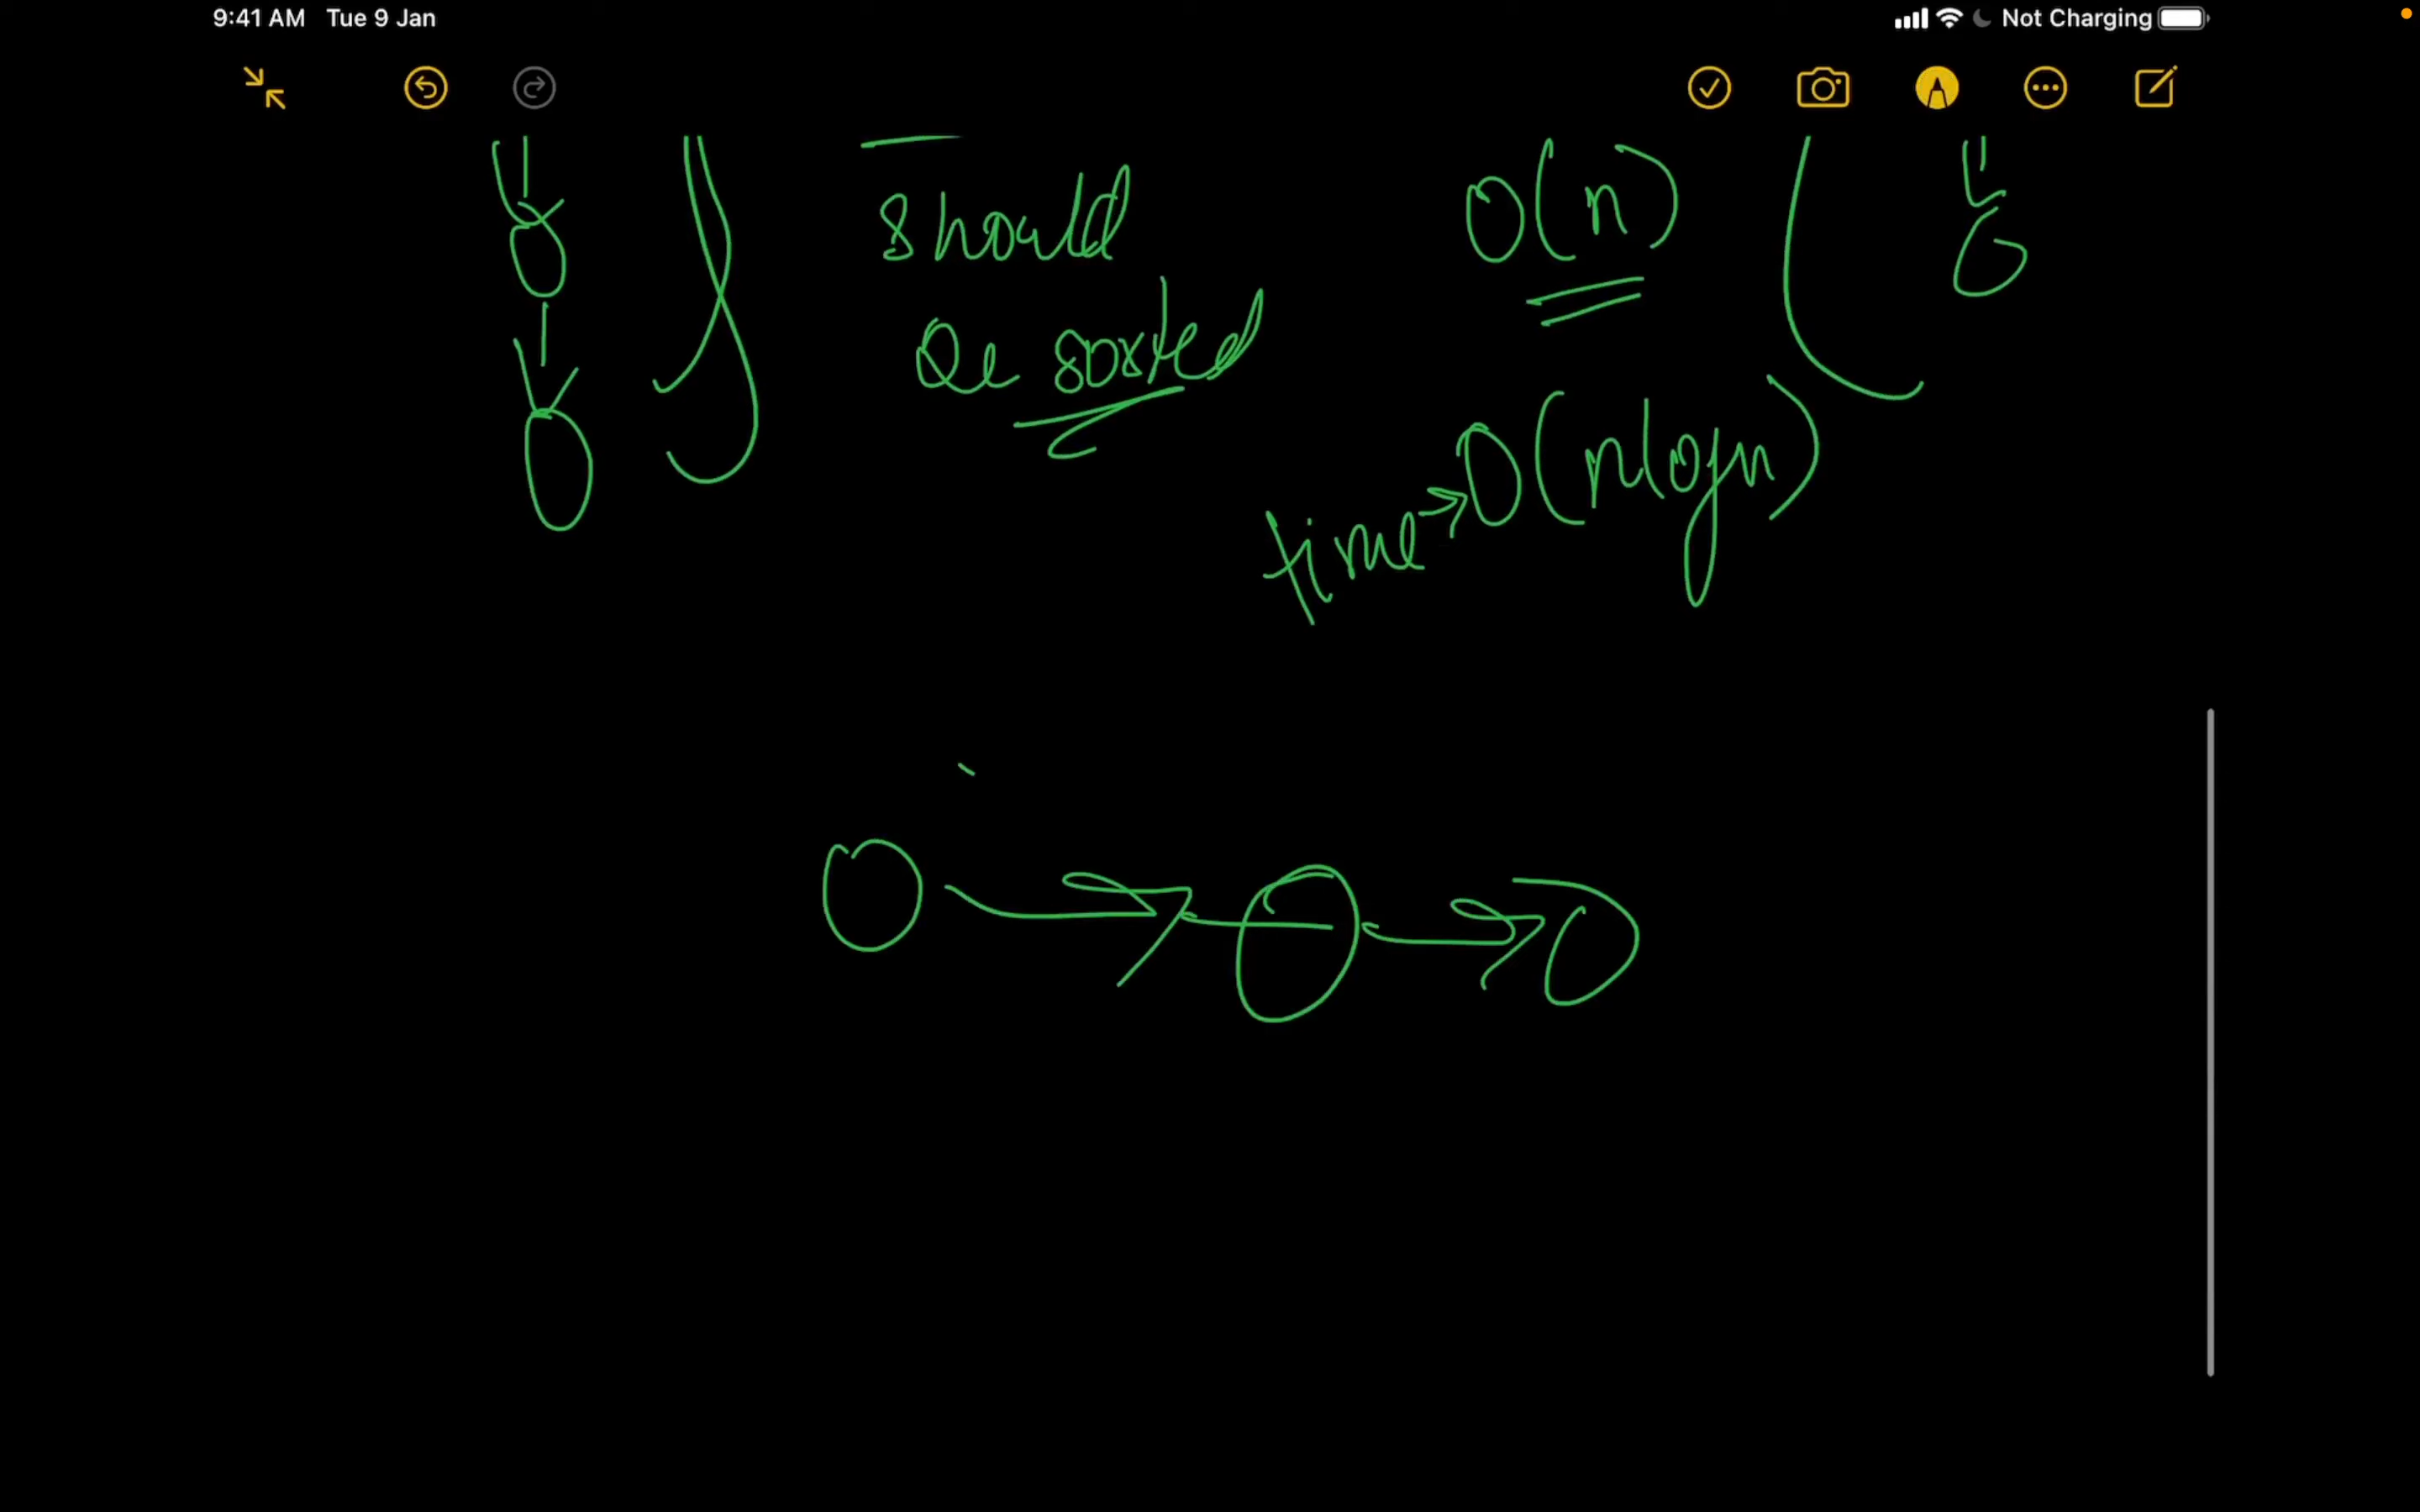 9:41 AM Tue 9 Jan
Not Charging
should
be sorted
O(n)
time → O(nlogn)